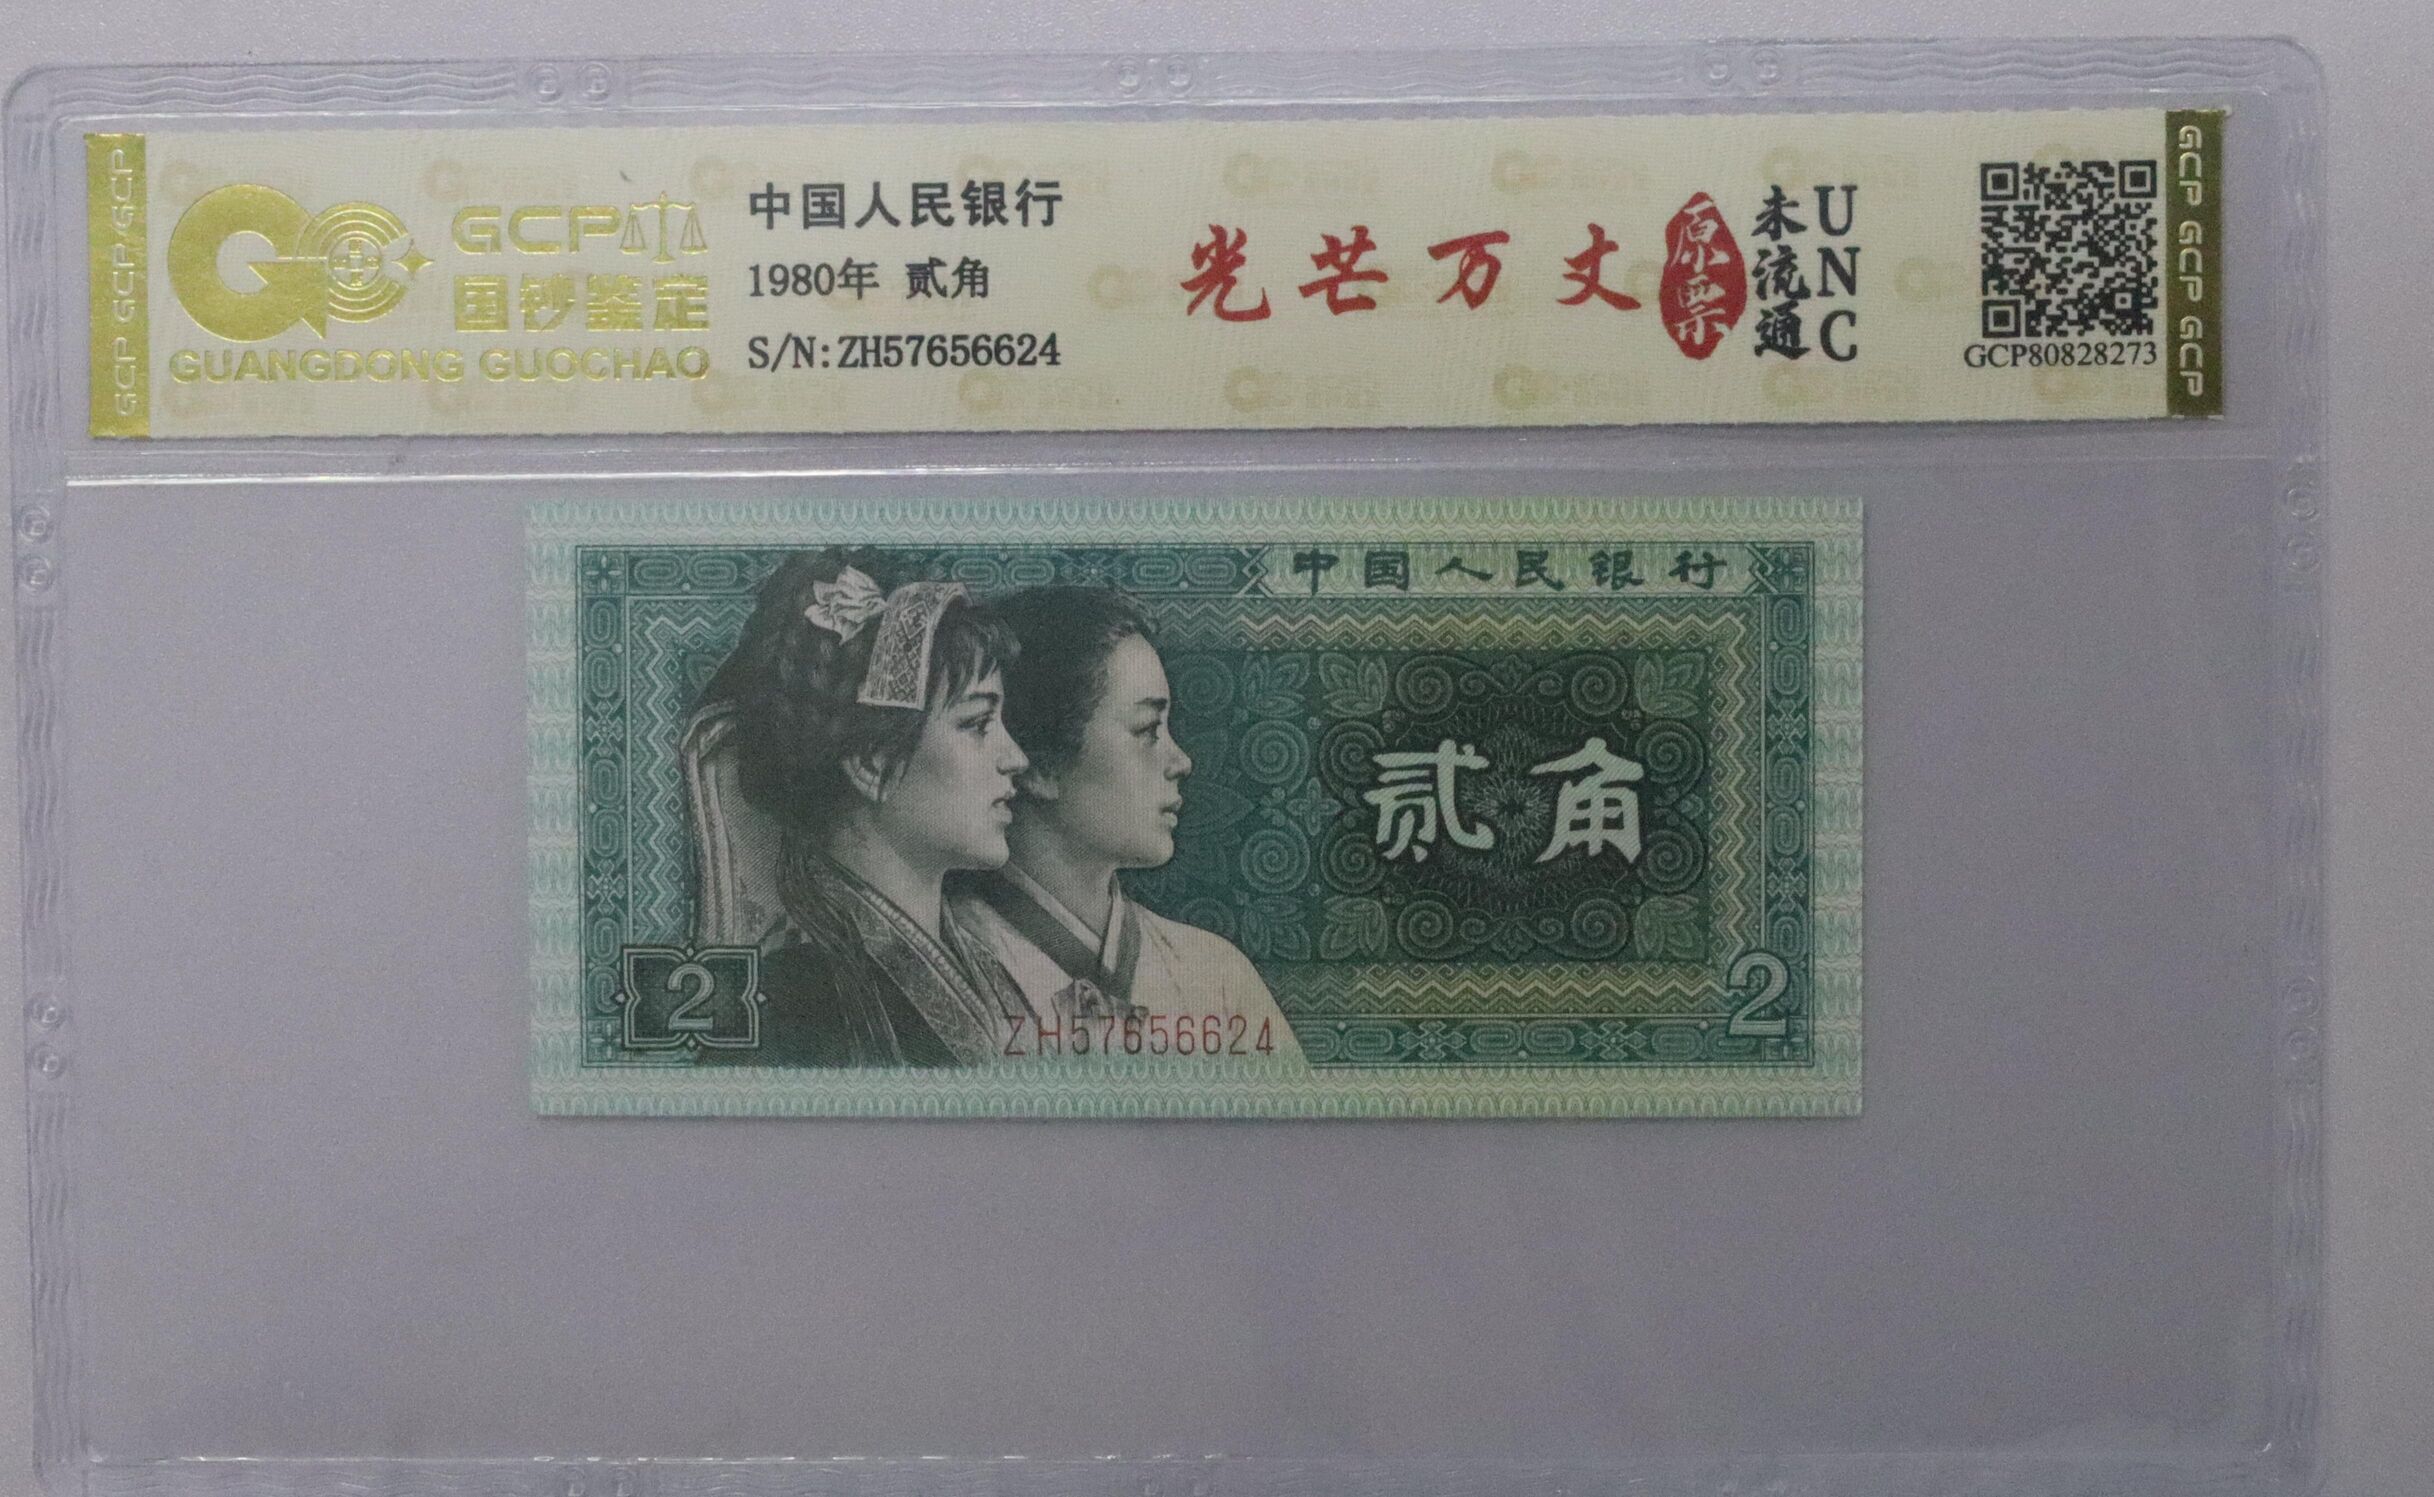 GCP
国钞鉴定
GUANGDONG GUOCHAO
中国人民银行
1980年 贰角
S/N:ZH57656624
光芒万丈
原票
未流通
UNC
GCP80828273
GCP GCP GCP
GCP GCP GCP
中国人民银行
贰角
2
2
ZH57656624